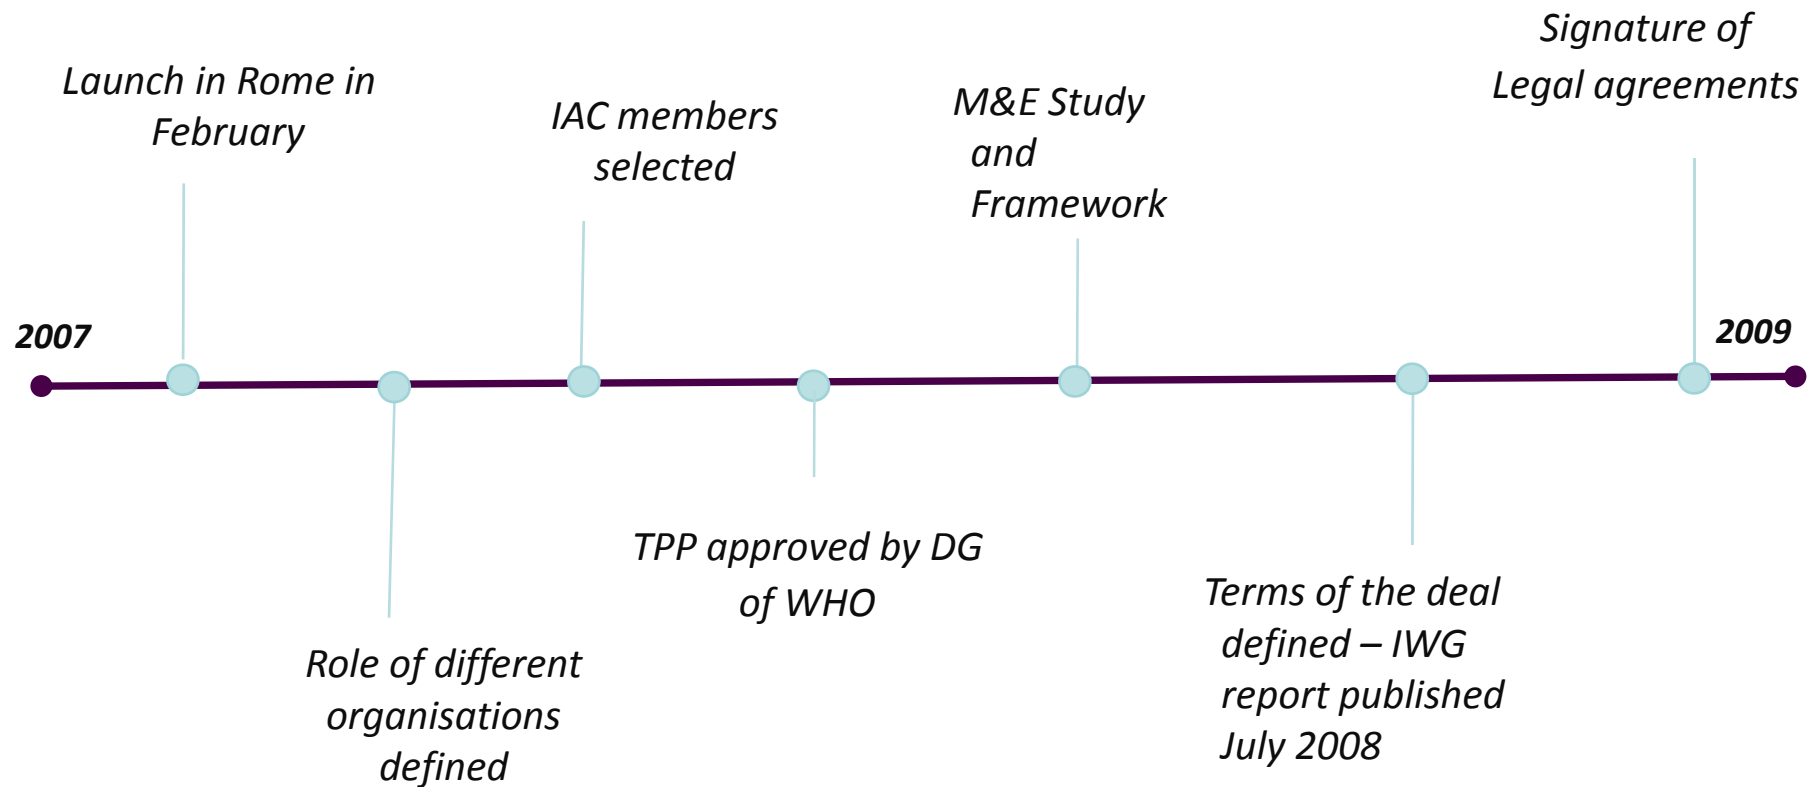 Signature of
Legal agreements
Launch in Rome in
February
IAC members
selected
M&E Study
and
Framework
2007
2009
TPP approved by DG
of WHO
Terms of the deal
defined – IWG
report published
July 2008
Role of different
organisations
defined